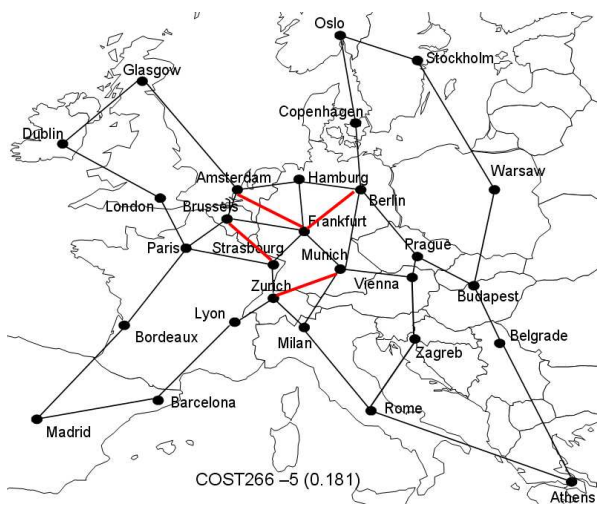 Oslo
Stockholm
Glasgow
Copenhagen
Dublin
Amsterdam
Hamburg
Warsaw
Berlin
London
Brussels
Frankfurt
Paris
Strasbourg
Munich
Prague
Zurich
Vienna
Budapest
Lyon
Bordeaux
Milan
Belgrade
Zagreb
Barcelona
Rome
Madrid
COST266 –5 (0.181)
Athens